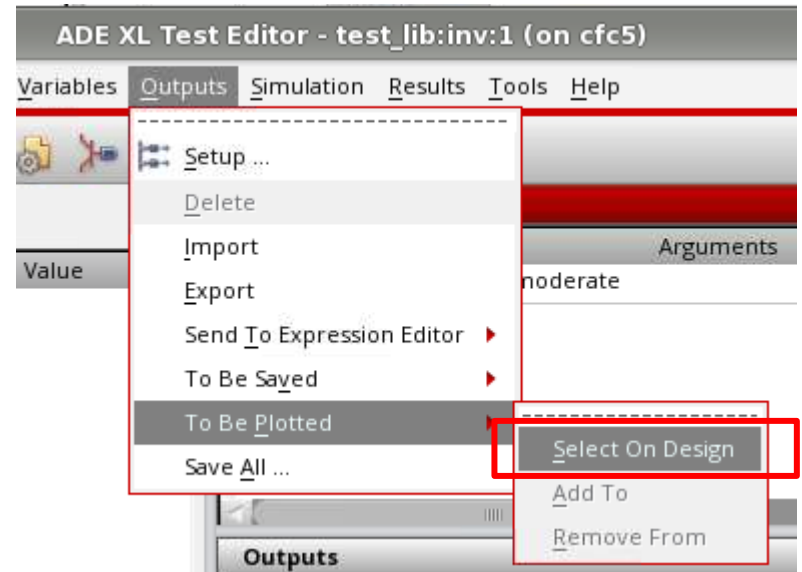 ADE XL Test Editor - test_lib:inv:1 (on cfc5)
Variables Outputs Simulation Results Tools Help
Setup ...
Delete
Import
Arguments
Value
moderate
Export
Send To Expression Editor
To Be Saved
To Be Plotted
Select On Design
Save All ...
Add To
Remove From
Outputs